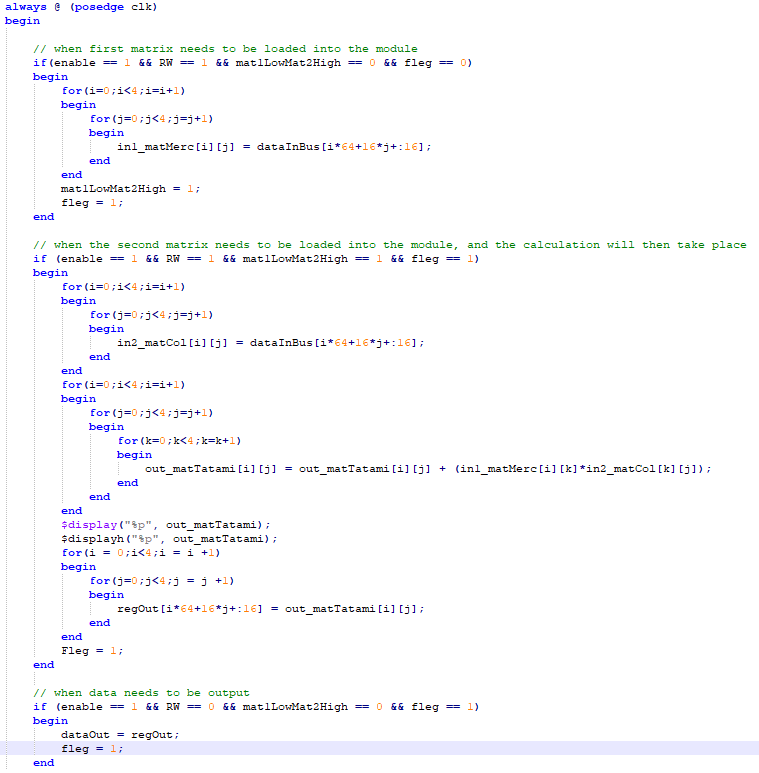 always @ (posedge clk)
begin
// when first matrix needs to be loaded into the module
if(enable == 1 && RW == 1 && mat1LowMat2High == 0 && fleg == 0)
begin
for(i=0;i<4;i=i+1)
begin
for(j=0;j<4;j=j+1)
begin
in1_matMerc[i][j] = dataInBus[i*64+16*j+:16];
end
end
mat1LowMat2High = 1;
fleg = 1;
end
// when the second matrix needs to be loaded into the module, and the calculation will then take place
if (enable == 1 && RW == 1 && mat1LowMat2High == 1 && fleg == 1)
begin
for(i=0;i<4;i=i+1)
begin
for(j=0;j<4;j=j+1)
begin
in2_matCol[i][j] = dataInBus[i*64+16*j+:16];
end
end
for(i=0;i<4;i=i+1)
begin
for(j=0;j<4;j=j+1)
begin
for(k=0;k<4;k=k+1)
begin
out_matTatami[i][j] = out_matTatami[i][j] + (in1_matMerc[i][k]*in2_matCol[k][j]);
end
end
end
$display("%p", out_matTatami);
$displayh("%p", out_matTatami);
for(i = 0;i<4;i = i +1)
begin
for(j=0;j<4;j = j +1)
begin
regOut[i*64+16*j+:16] = out_matTatami[i][j];
end
end
Fleg = 1;
end
// when data needs to be output
if (enable == 1 && RW == 0 && mat1LowMat2High == 0 && fleg == 1)
begin
dataOut = regOut;
fleg = 1;
end